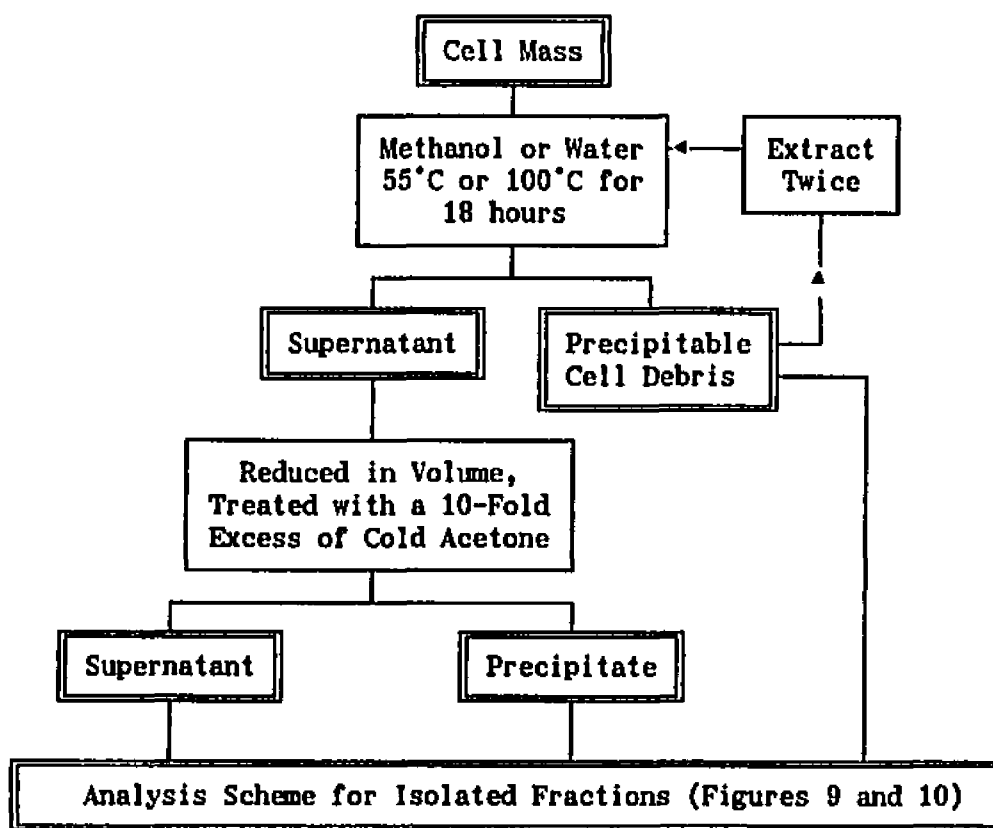 Cell Mass
Methanol or Water
55°C or 100°C for
18 hours
Extract
Twice
Supernatant
Precipitable
Cell Debris
Reduced in Volume,
Treated with a 10-Fold
Excess of Cold Acetone
Supernatant
Precipitate
Analysis Scheme for Isolated Fractions (Figures 9 and 10)